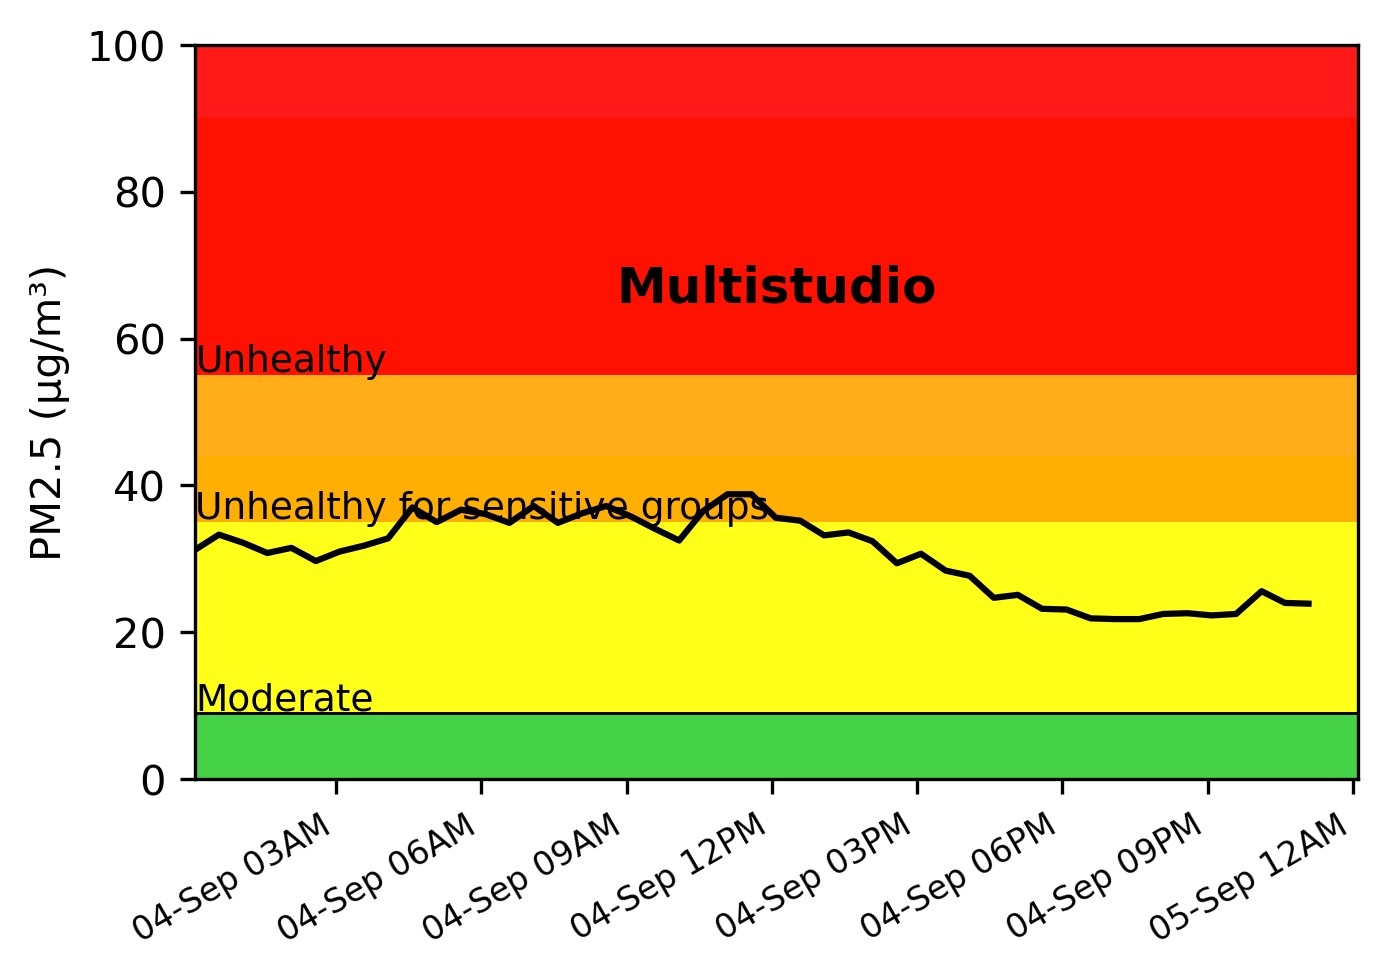 100
80
60
40
20
0
PM2.5 (µg/m³)
Multistudio
Unhealthy
Unhealthy for sensitive groups
Moderate
04-Sep 03AM
04-Sep 06AM
04-Sep 09AM
04-Sep 12PM
04-Sep 03PM
04-Sep 06PM
04-Sep 09PM
05-Sep 12AM